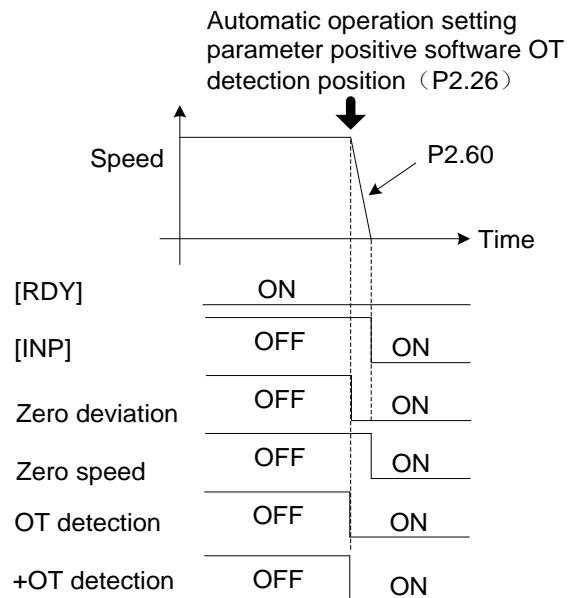 Automatic operation setting
parameter positive software OT
detection position（P2.26）
Speed
P2.60
Time
[RDY] ON
[INP] OFF ON
Zero deviation OFF ON
Zero speed OFF ON
OT detection OFF ON
+OT detection OFF ON